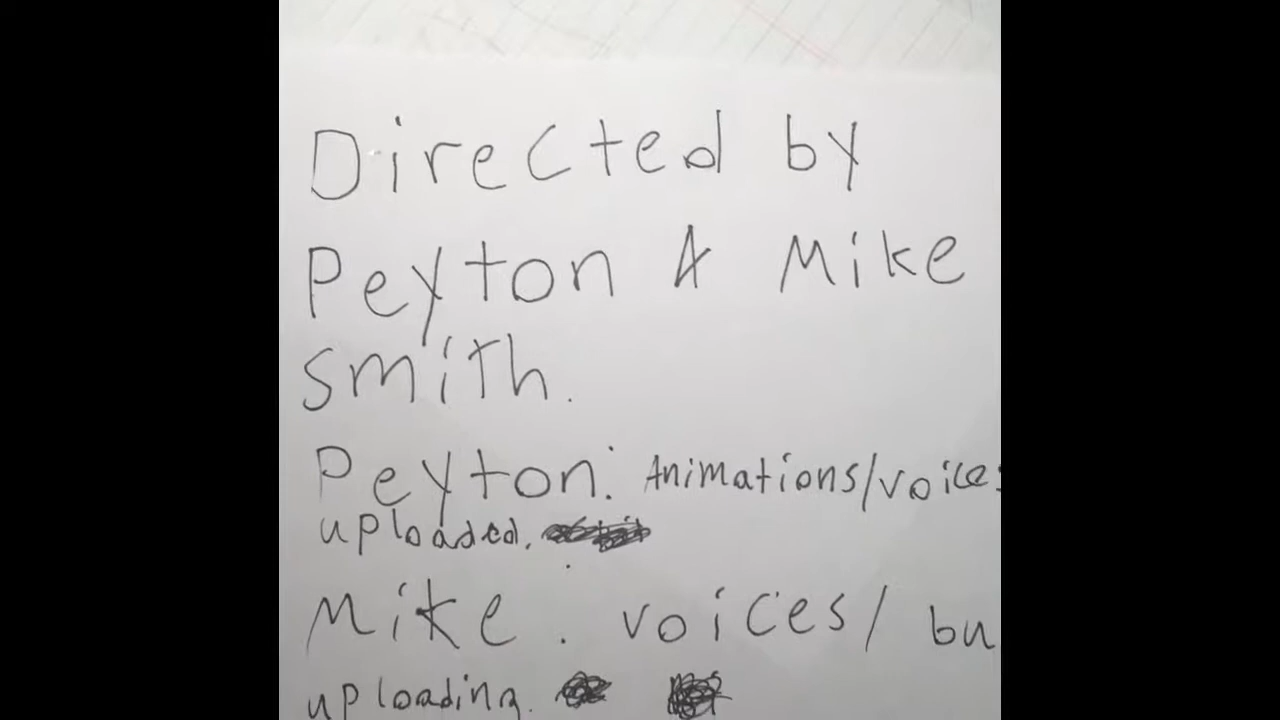 Directed by
Peyton & Mike
smith.
Peyton: Animations/voices
uploaded.
Mike. voices/
uploading.